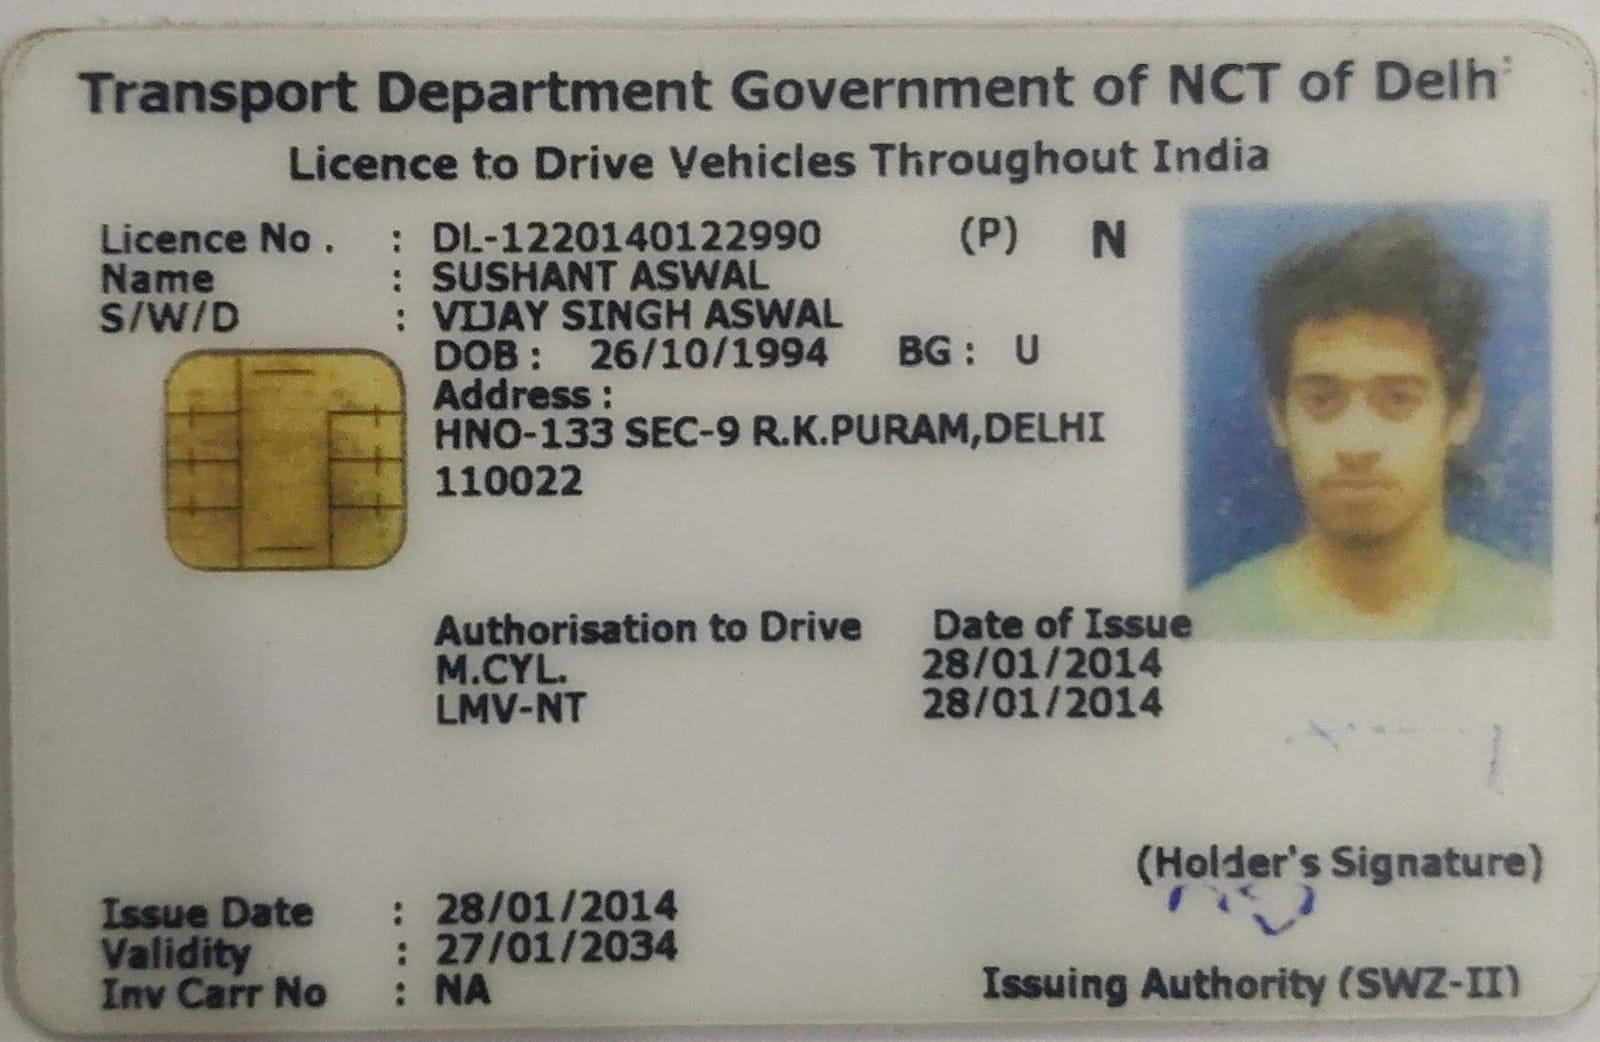 Transport Department Government of NCT of Delhi
Licence to Drive Vehicles Throughout India
Licence No. : DL-1220140122990 (P) N
Name : SUSHANT ASWAL
S/W/D : VIJAY SINGH ASWAL
DOB : 26/10/1994 BG : U
Address :
HNO-133 SEC-9 R.K.PURAM,DELHI
110022
Authorisation to Drive Date of Issue
M.CYL. 28/01/2014
LMV-NT 28/01/2014
(Holder's Signature)
Issue Date : 28/01/2014
Validity : 27/01/2034
Inv Carr No : NA
Issuing Authority (SWZ-II)